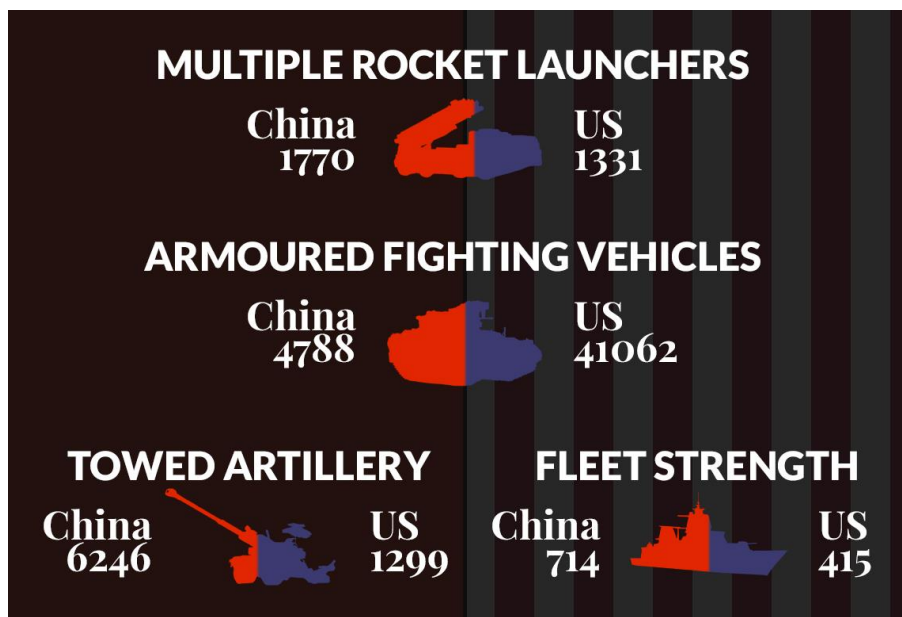 MULTIPLE ROCKET LAUNCHERS
China
1770
US
1331
ARMOURED FIGHTING VEHICLES
China
4788
US
41062
TOWED ARTILLERY
China
6246
US
1299
FLEET STRENGTH
China
714
US
415